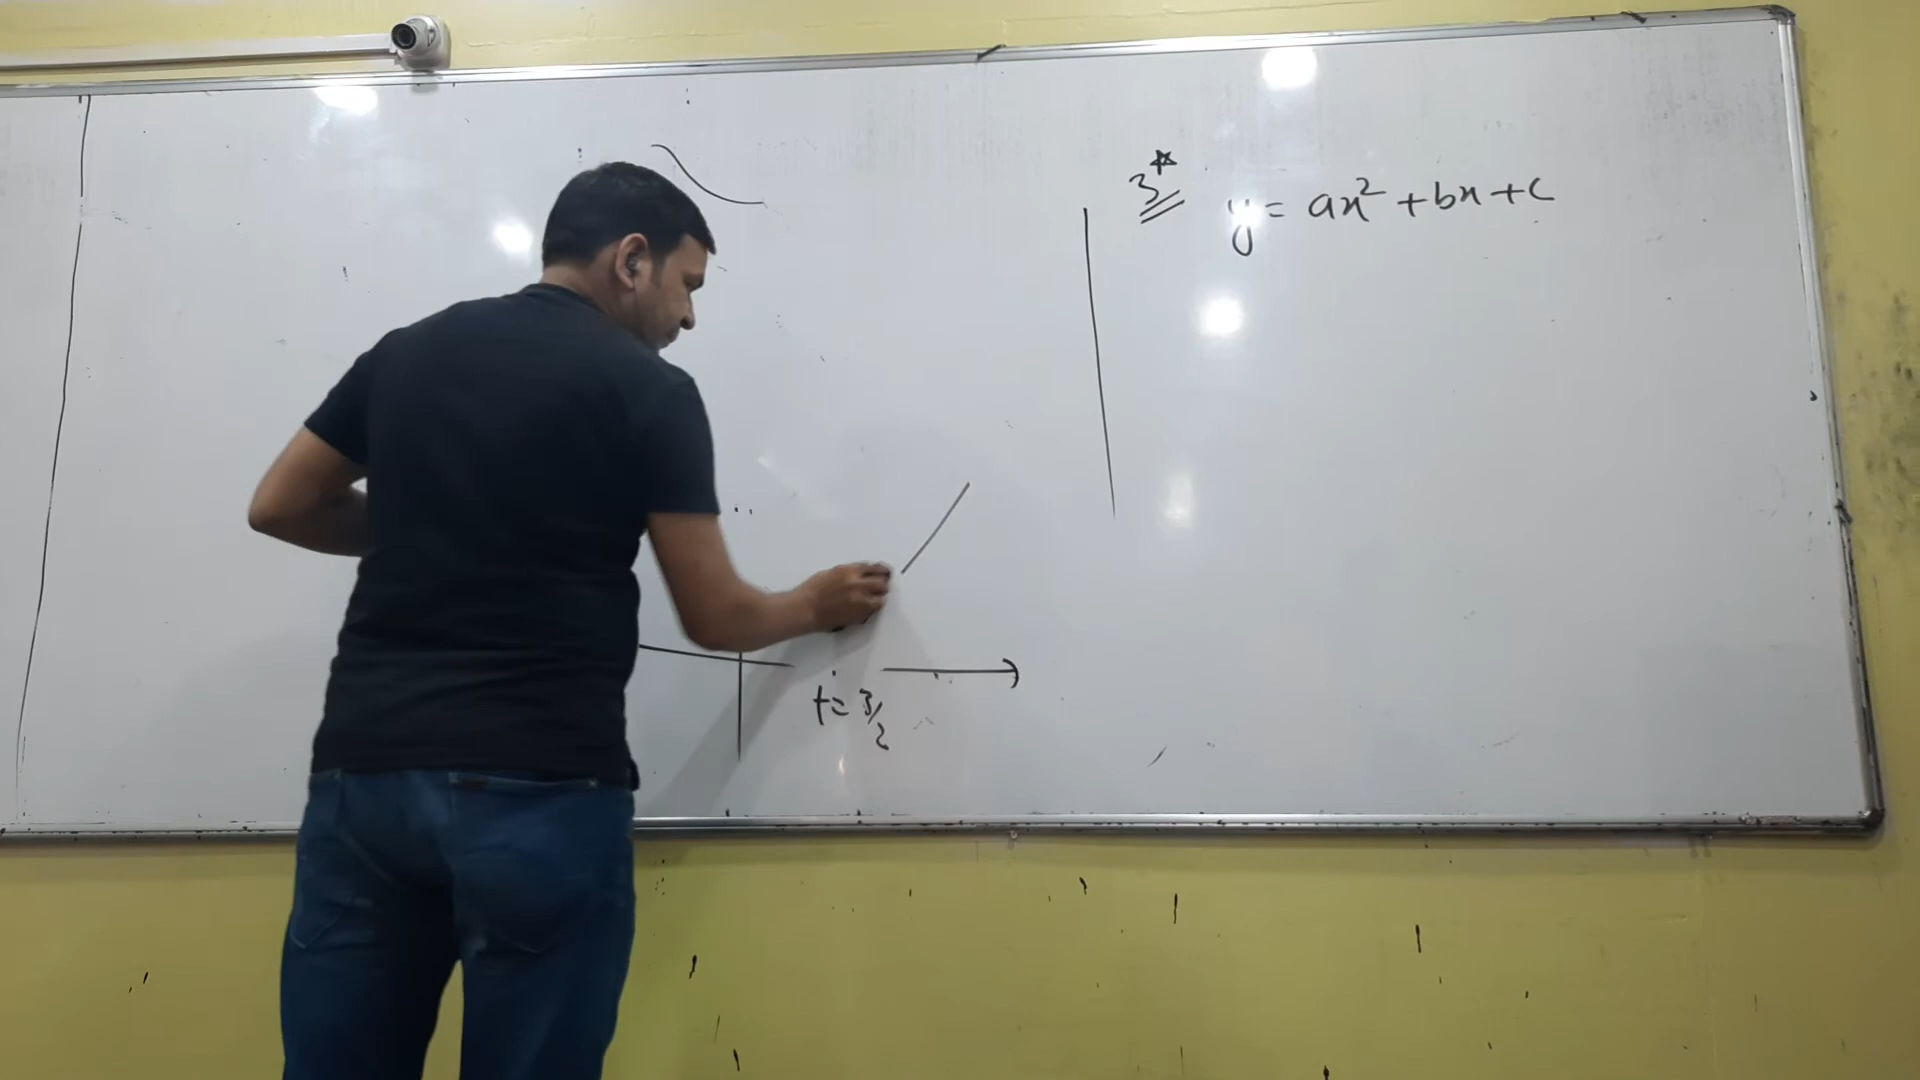 3* y = ax² + bx + c
t = 3/2